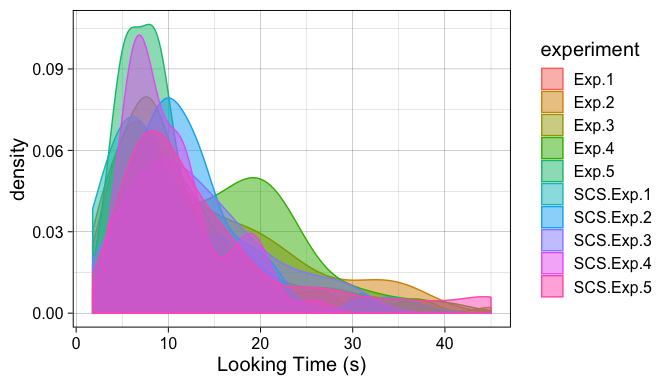 experiment
Exp.1
Exp.2
Exp.3
Exp.4
Exp.5
SCS.Exp.1
SCS.Exp.2
SCS.Exp.3
SCS.Exp.4
SCS.Exp.5
density
0.09
0.06
0.03
0.00
0 10 20 30 40
Looking Time (s)